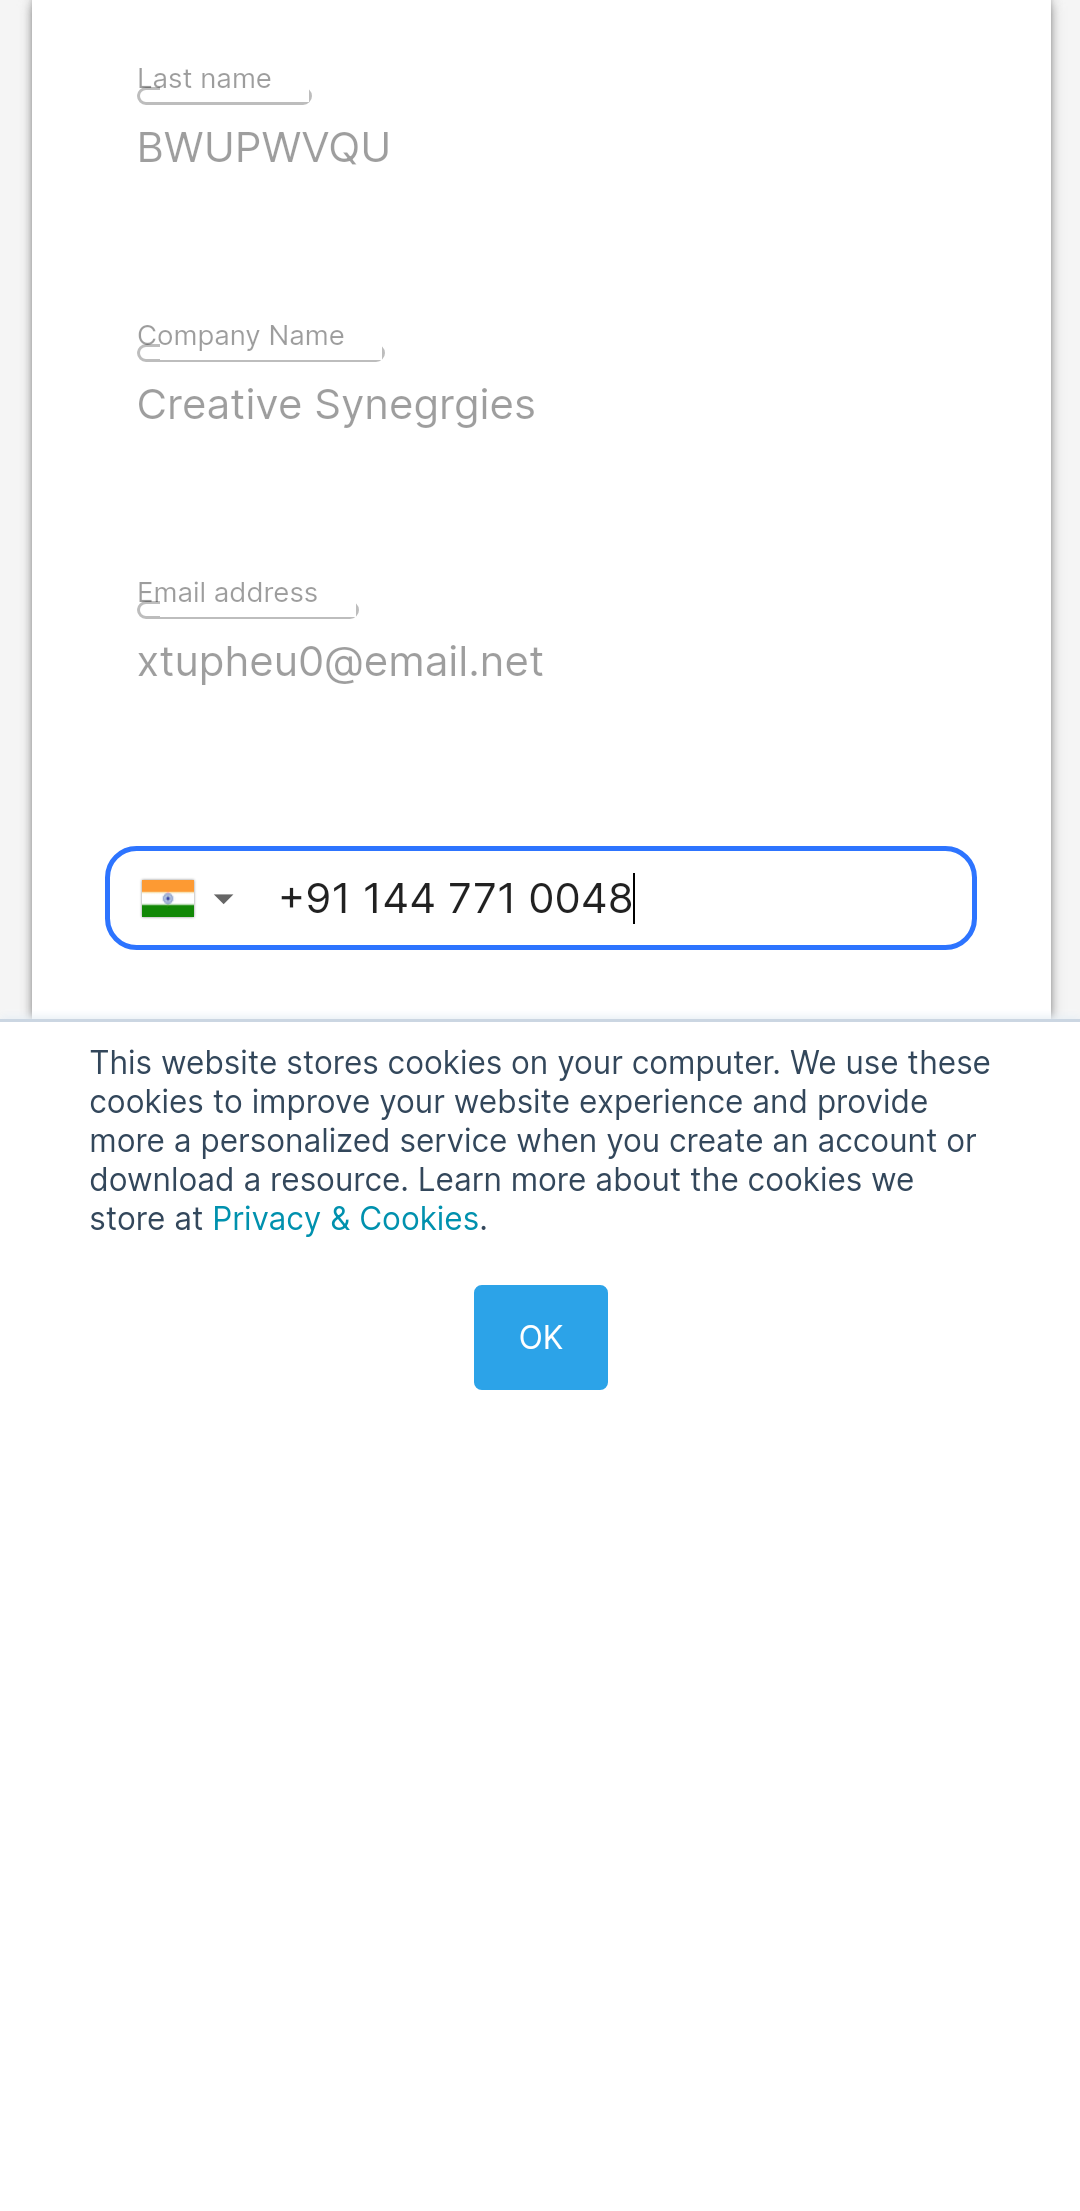 Last name
BWUPWVQU
Company Name
Creative Synegrgies
Email address
xtupheu0@email.net
+91 144 771 0048
This website stores cookies on your computer. We use these
cookies to improve your website experience and provide
more a personalized service when you create an account or
download a resource. Learn more about the cookies we
store at Privacy & Cookies.
OK